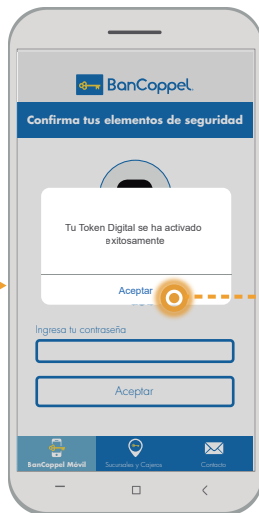 BanCoppel.
Confirma tus elementos de seguridad
Tu Token Digital se ha activado
exitosamente
Aceptar
Ingresa tu contraseña
Aceptar
BanCoppel Móvil
Sucursales y Cajeros
Contacto